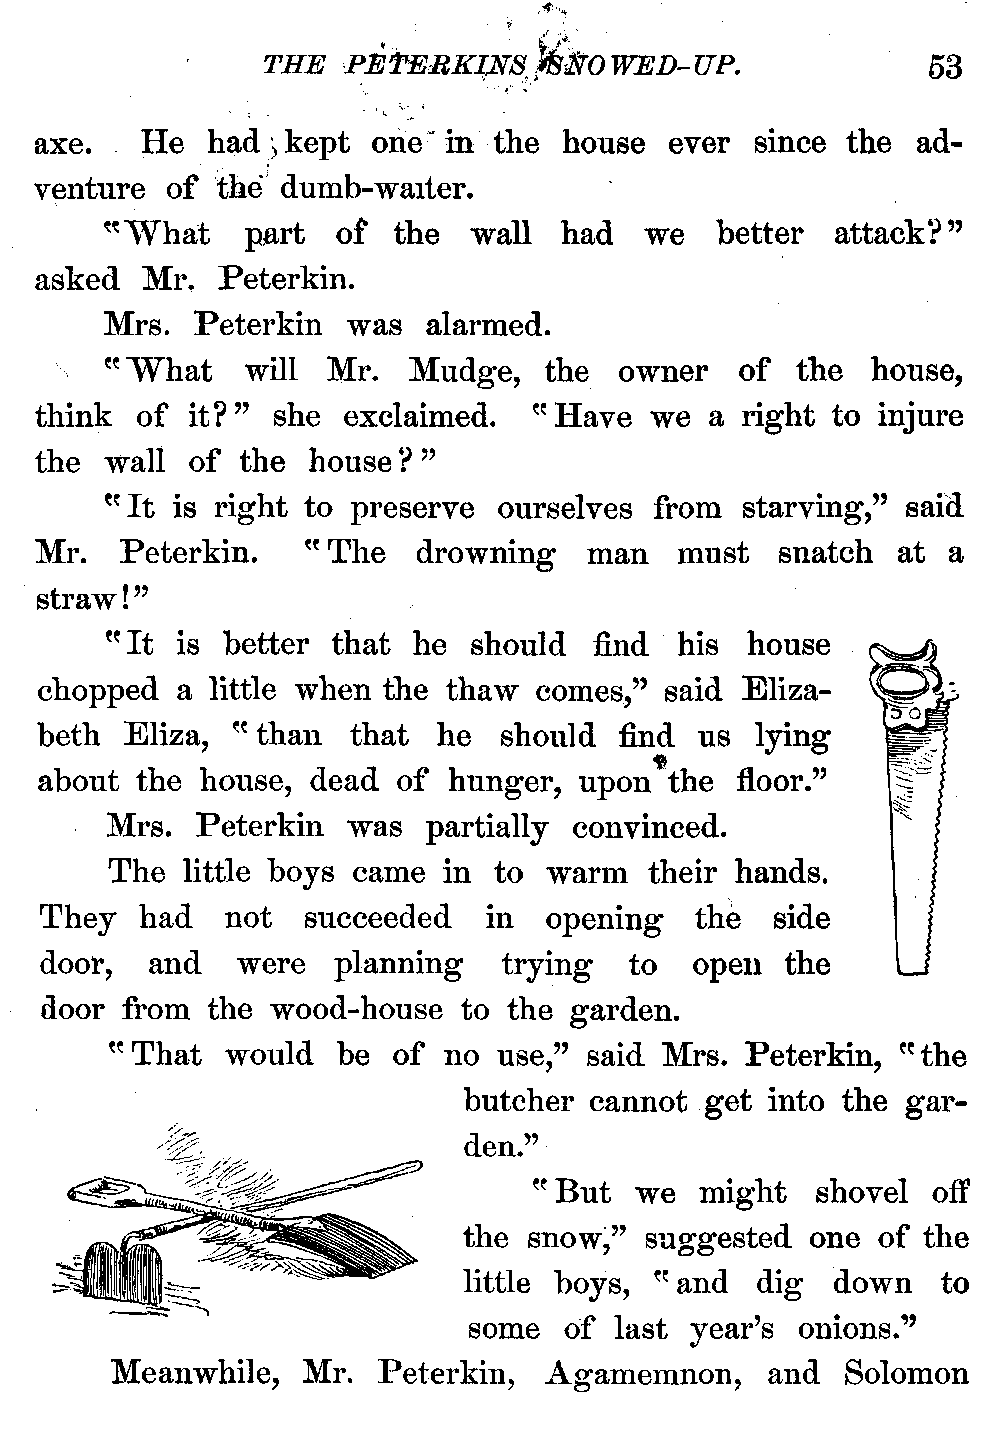 THE PETERKINS SNOWED-UP. 53
axe. He had kept one in the house ever since the ad-
venture of the dumb-waiter.
"What part of the wall had we better attack?"
asked Mr. Peterkin.
Mrs. Peterkin was alarmed.
"What will Mr. Mudge, the owner of the house,
think of it?" she exclaimed. "Have we a right to injure
the wall of the house?"
"It is right to preserve ourselves from starving," said
Mr. Peterkin. "The drowning man must snatch at a
straw!"
"It is better that he should find his house
chopped a little when the thaw comes," said Eliza-
beth Eliza, "than that he should find us lying
about the house, dead of hunger, upon the floor."
Mrs. Peterkin was partially convinced.
The little boys came in to warm their hands.
They had not succeeded in opening the side
door, and were planning trying to open the
door from the wood-house to the garden.
"That would be of no use," said Mrs. Peterkin, "the
butcher cannot get into the gar-
den."
"But we might shovel off
the snow," suggested one of the
little boys, "and dig down to
some of last year's onions."
Meanwhile, Mr. Peterkin, Agamemnon, and Solomon